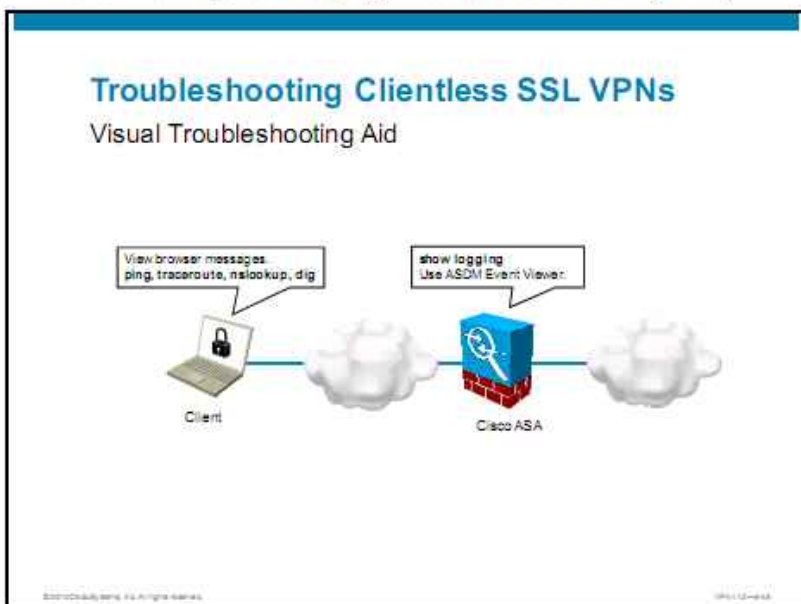 Troubleshooting Clientless SSL VPNs
Visual Troubleshooting Aid
View browser messages.
ping, traceroute, nslookup, dig
show logging
Use ASDM Event Viewer.
Client
Cisco ASA